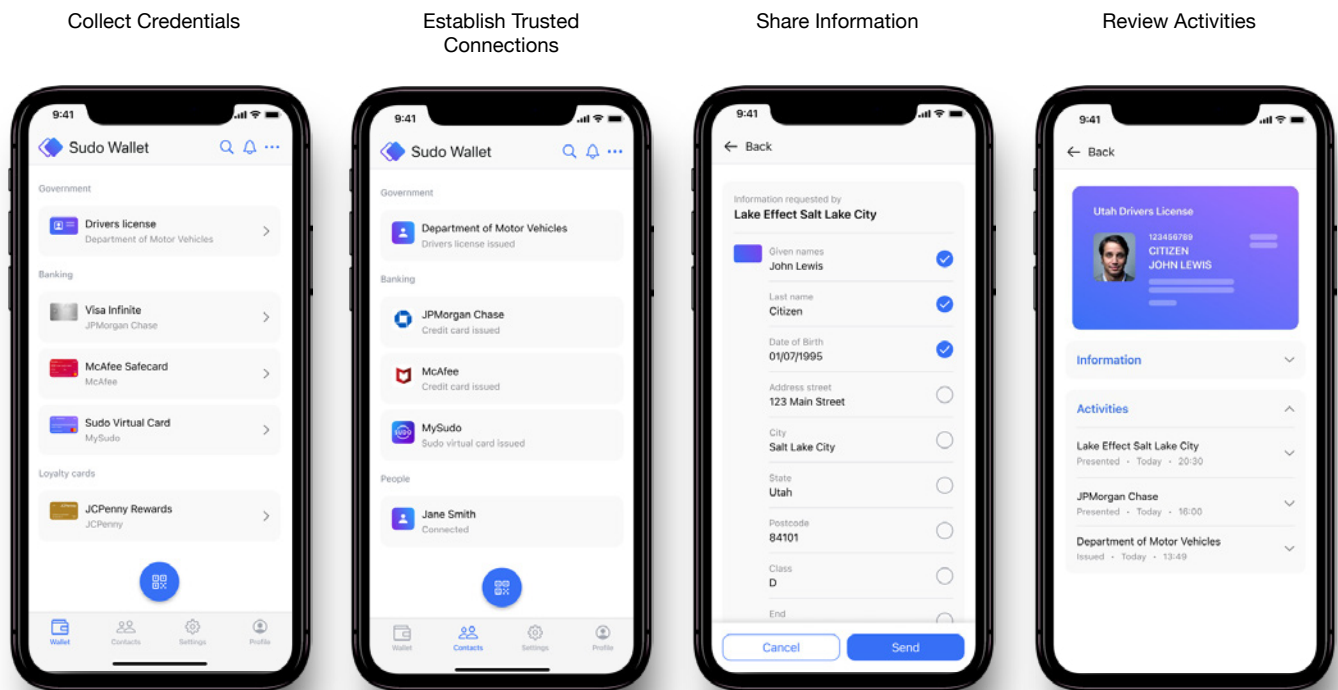 Collect Credentials
Establish Trusted
Connections
Share Information
Review Activities
9:41
Sudo Wallet
Government
Drivers license
Department of Motor Vehicles
Banking
Visa Infinite
JPMorgan Chase
McAfee Safecard
McAfee
Sudo Virtual Card
MySudo
Loyalty cards
JCPenny Rewards
JCPenny
Wallet
Contacts
Settings
Profile
9:41
Sudo Wallet
Government
Department of Motor Vehicles
Drivers license issued
Banking
JPMorgan Chase
Credit card issued
McAfee
Credit card issued
SUDO
MySudo
Sudo virtual card issued
People
Jane Smith
Connected
Wallet
Contacts
Settings
Profile
9:41
← Back
Information requested by
Lake Effect Salt Lake City
Given names
John Lewis
Last name
Citizen
Date of Birth
01/07/1995
Address street
123 Main Street
City
Salt Lake City
State
Utah
Postcode
84101
Class
D
End
Cancel
Send
9:41
← Back
Utah Drivers License
123456789
CITIZEN
JOHN LEWIS
Information
Activities
Lake Effect Salt Lake City
Presented • Today • 20:30
JPMorgan Chase
Presented • Today • 16:00
Department of Motor Vehicles
Issued • Today • 13:49